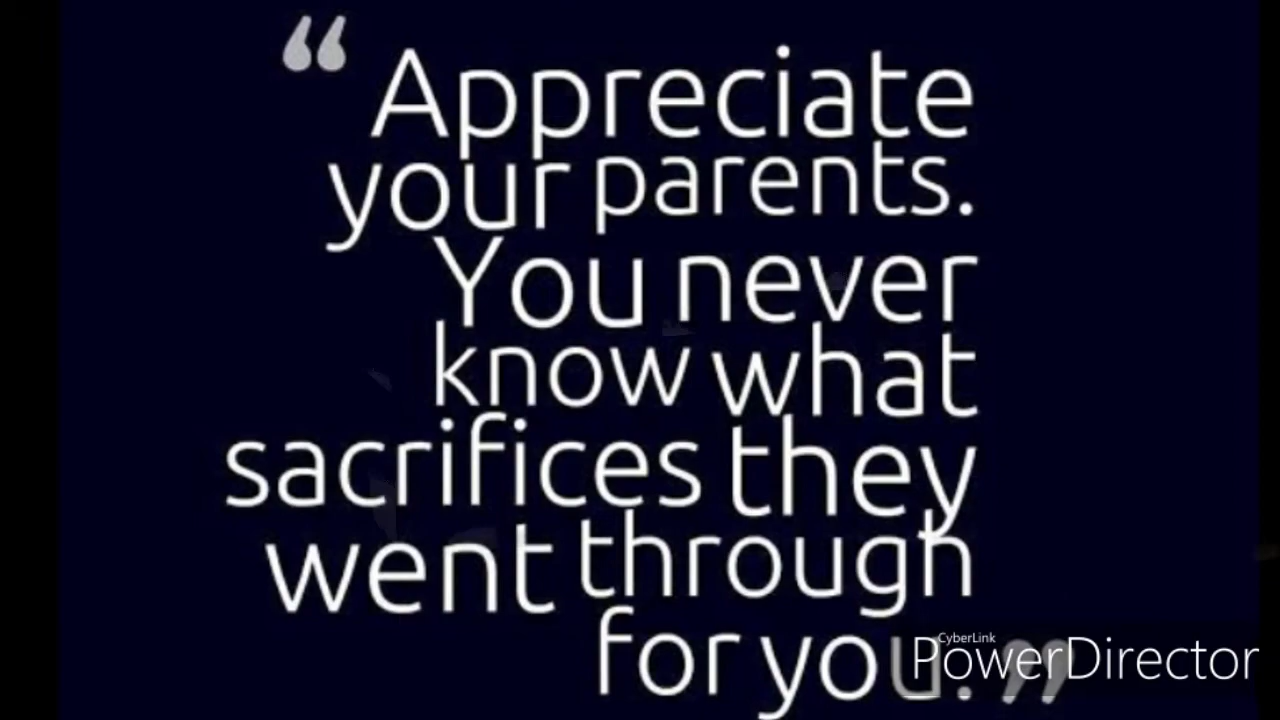 “ Appreciate
your parents.
You never
know what
sacrifices they
went through
for you. ”
CyberLink
PowerDirector